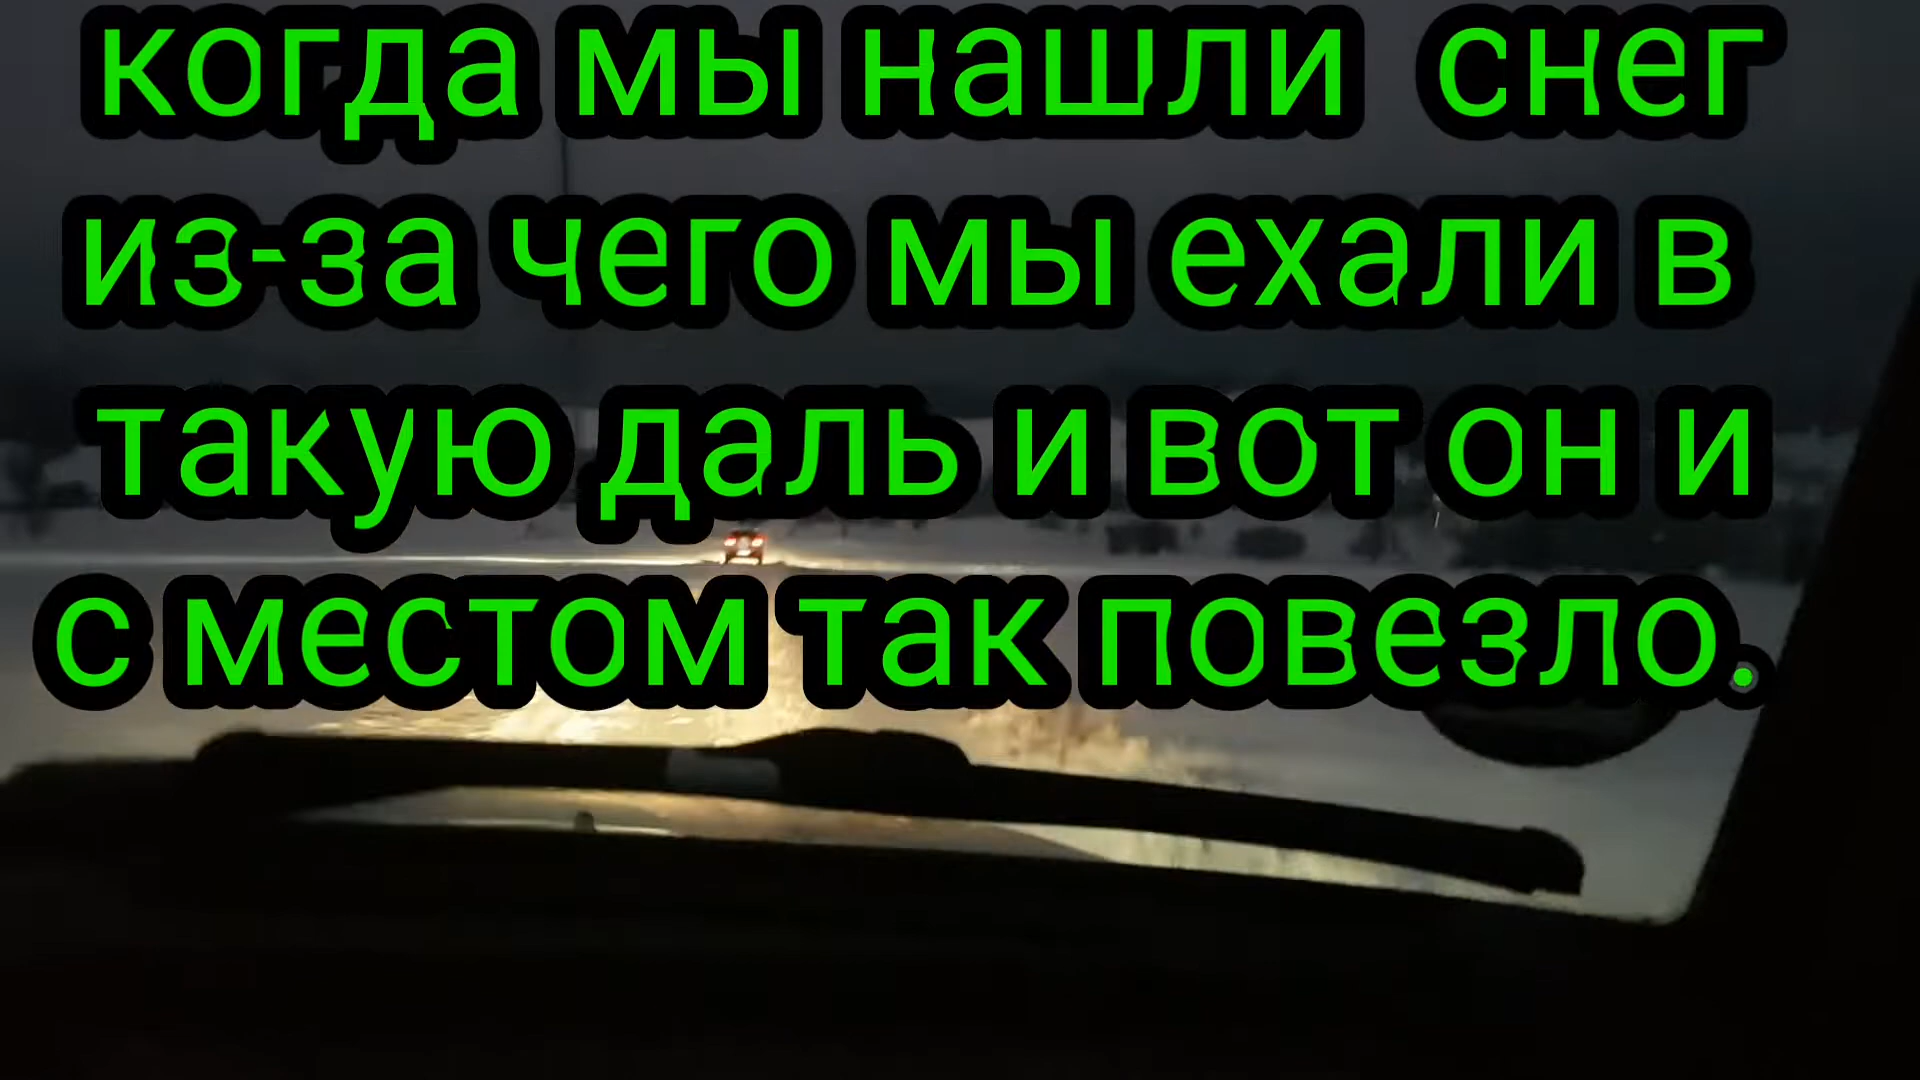 когда мы нашли снег
из-за чего мы ехали в
такую даль и вот он и
с местом так повезло.